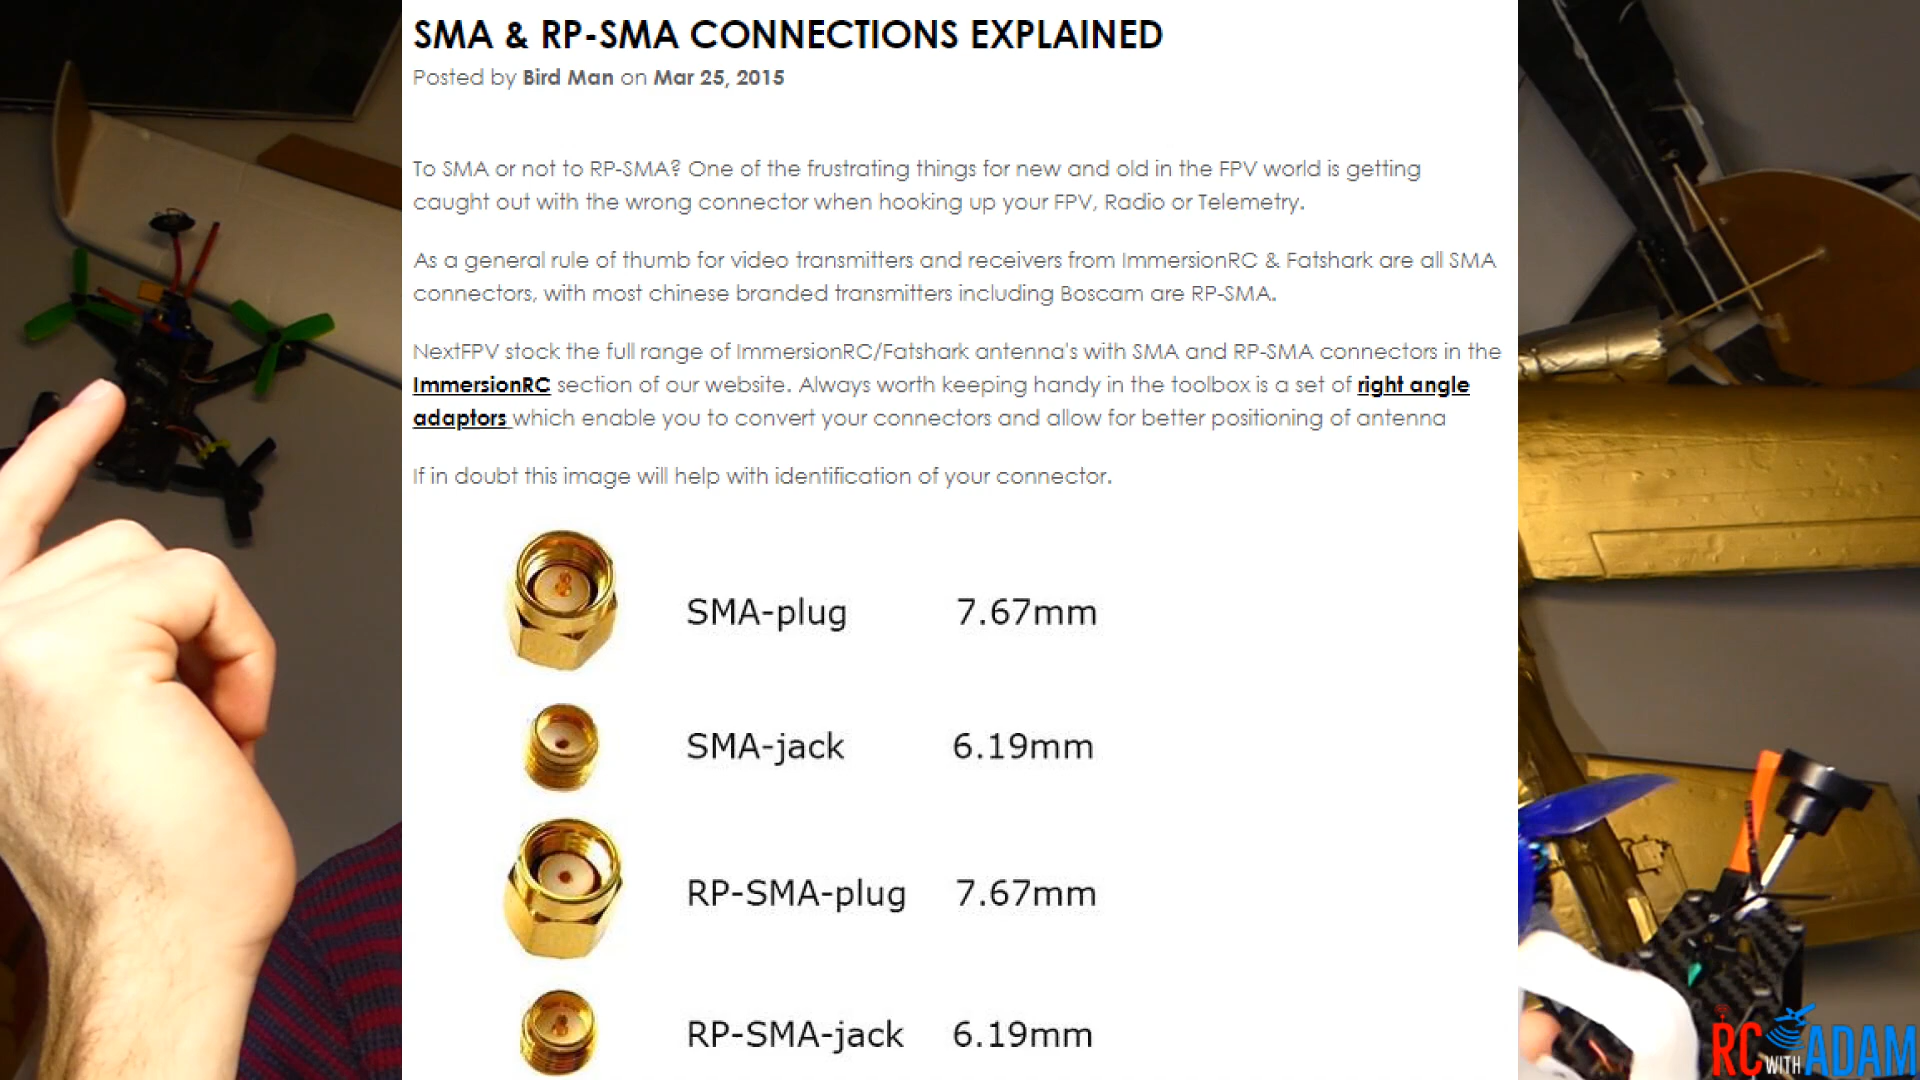 SMA & RP-SMA CONNECTIONS EXPLAINED
Posted by Bird Man on Mar 25, 2015
To SMA or not to RP-SMA? One of the frustrating things for new and old in the FPV world is getting
caught out with the wrong connector when hooking up your FPV, Radio or Telemetry.
As a general rule of thumb for video transmitters and receivers from ImmersionRC & Fatshark are all SMA
connectors, with most chinese branded transmitters including Boscam are RP-SMA.
NextFPV stock the full range of ImmersionRC/Fatshark antenna's with SMA and RP-SMA connectors in the
ImmersionRC section of our website. Always worth keeping handy in the toolbox is a set of right angle
adaptors which enable you to convert your connectors and allow for better positioning of antenna
If in doubt this image will help with identification of your connector.
SMA-plug 7.67mm
SMA-jack 6.19mm
RP-SMA-plug 7.67mm
RP-SMA-jack 6.19mm
RC WITH ADAM